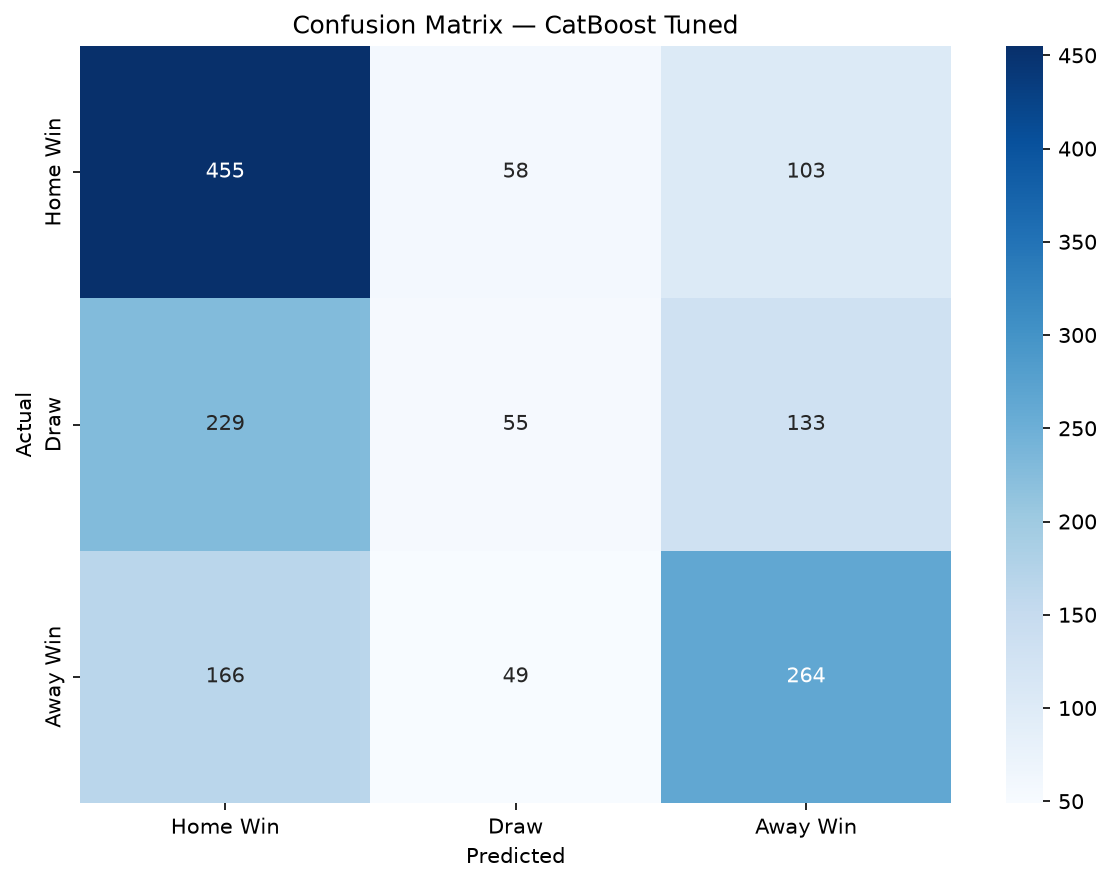 Confusion Matrix — CatBoost Tuned
Actual
Home Win
455
58
103
Draw
229
55
133
Away Win
166
49
264
Home Win
Draw
Away Win
Predicted
450
400
350
300
250
200
150
100
50